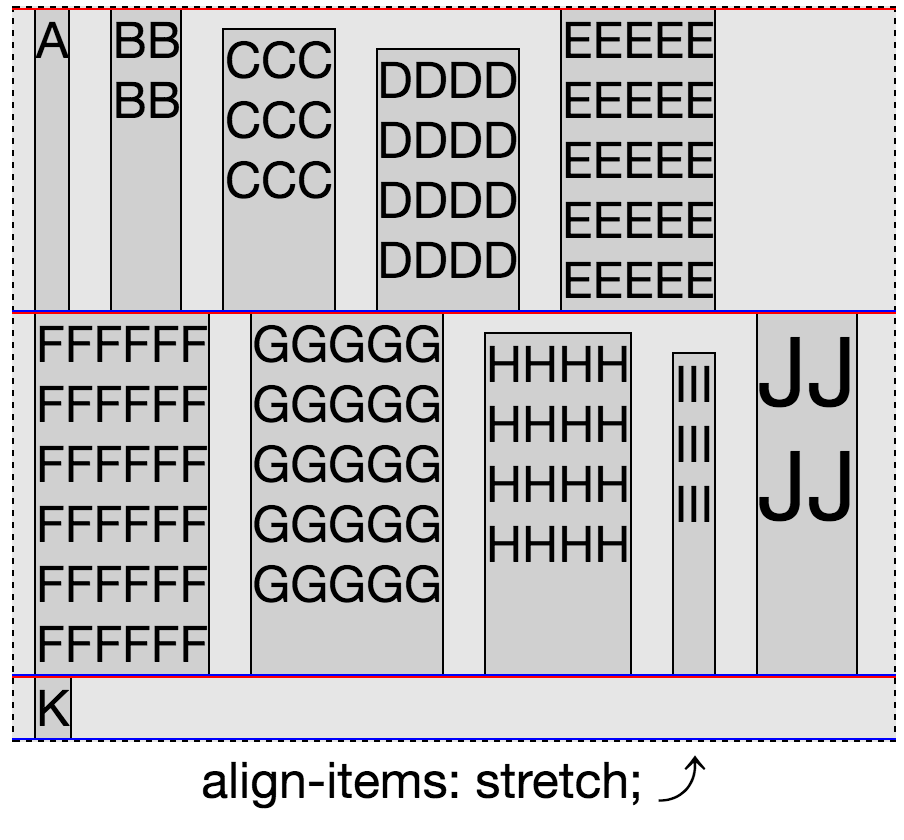 A
BB
BB
CCC
CCC
CCC
DDDD
DDDD
DDDD
DDDD
EEEEE
EEEEE
EEEEE
EEEEE
EEEEE
FFFFFF
FFFFFF
FFFFFF
FFFFFF
FFFFFF
FFFFFF
GGGGG
GGGGG
GGGGG
GGGGG
GGGGG
HHHH
HHHH
HHHH
HHHH
III
III
III
JJ
JJ
K
align-items: stretch;